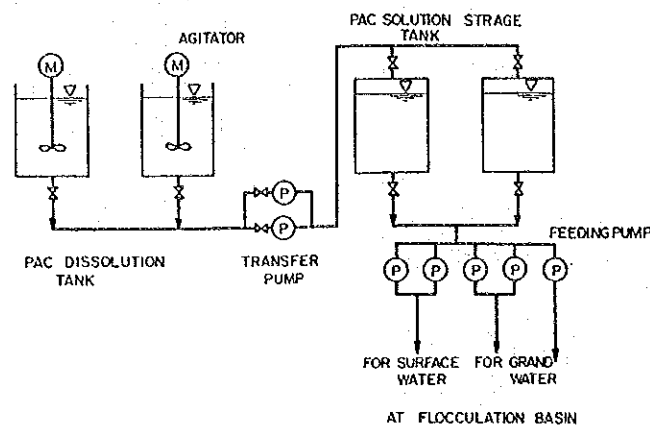 PAC SOLUTION STRAGE
TANK
AGITATOR
M
M
P
P
PAC DISSOLUTION
TANK
TRANSFER
PUMP
FEEDING PUMP
P
P
P
P
P
FOR SURFACE
WATER
FOR GRAND
WATER
AT FLOCCULATION BASIN